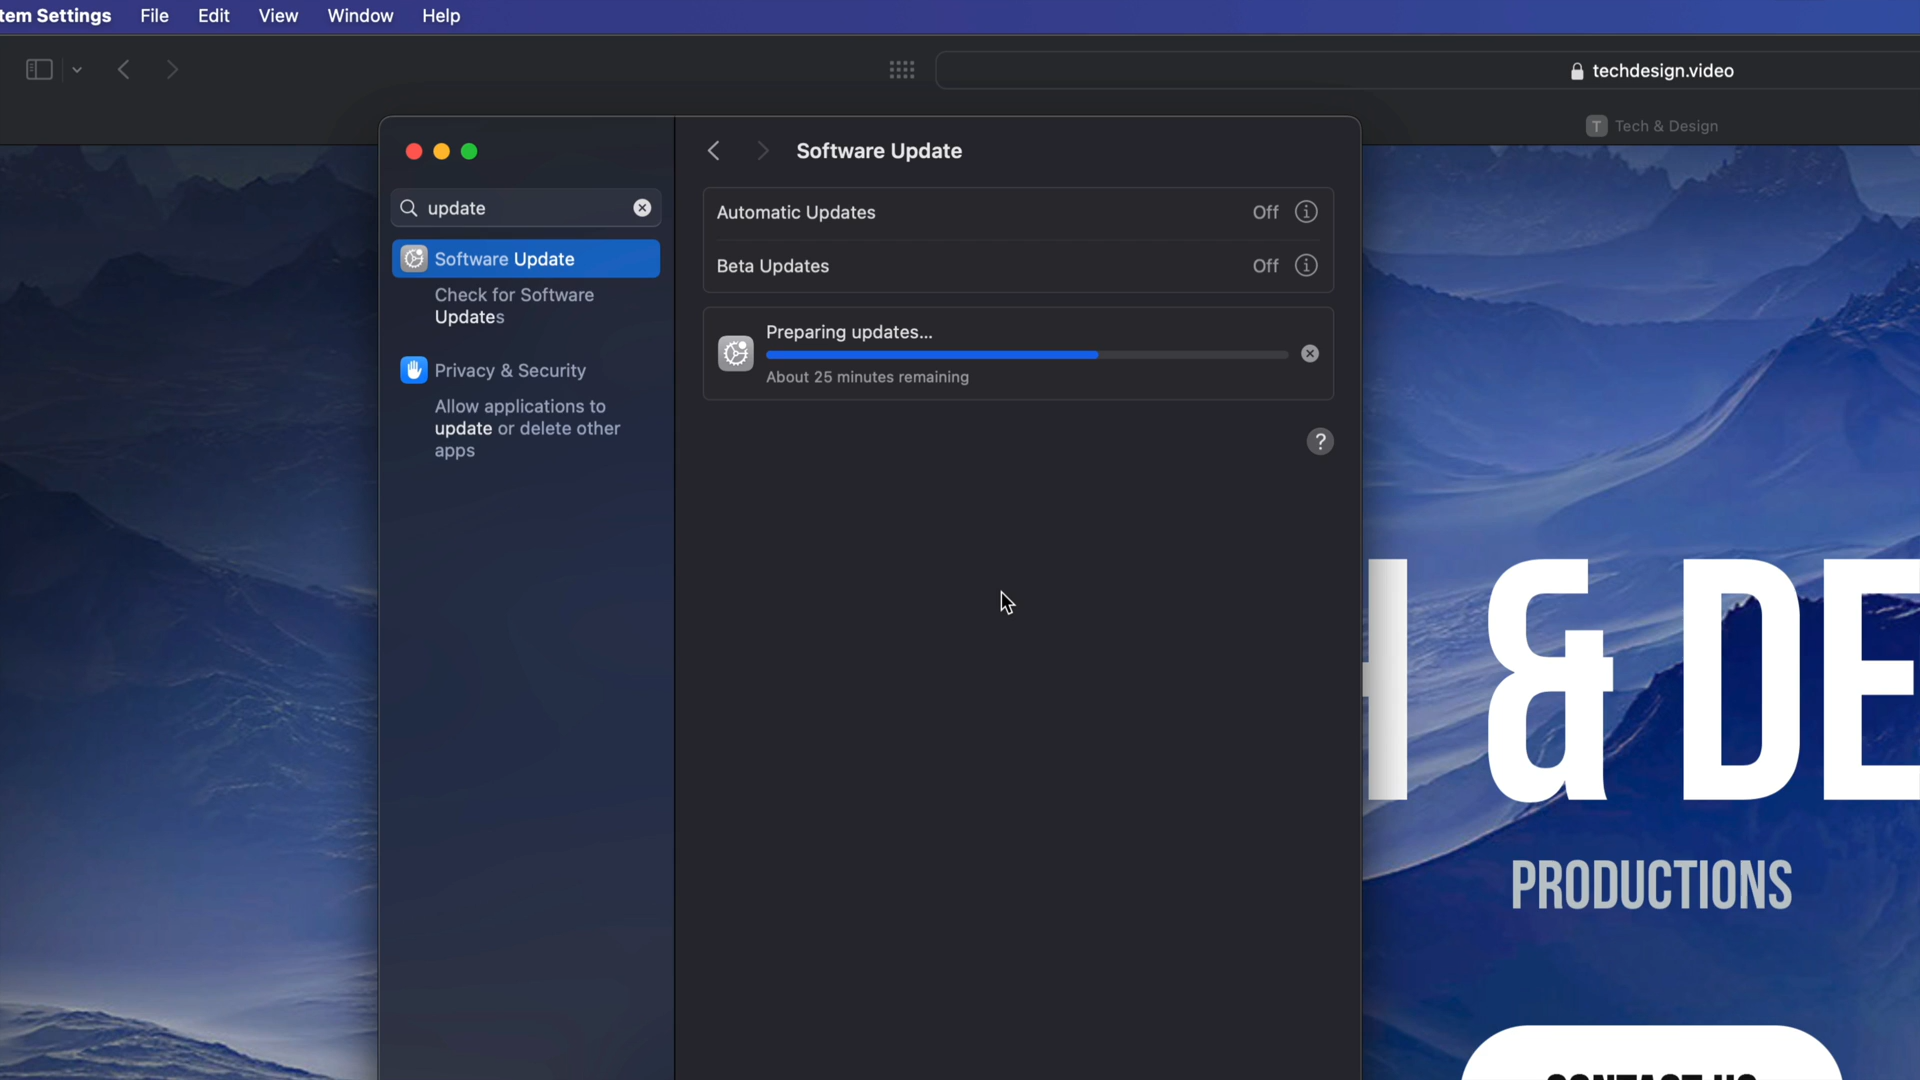 tem Settings File Edit View Window Help
techdesign.video
T Tech & Design
Software Update
update
Automatic Updates Off
Software Update
Beta Updates Off
Check for Software
Updates
Preparing updates...
About 25 minutes remaining
Privacy & Security
Allow applications to
update or delete other
apps
?
H & DE
PRODUCTIONS
CONTACT US